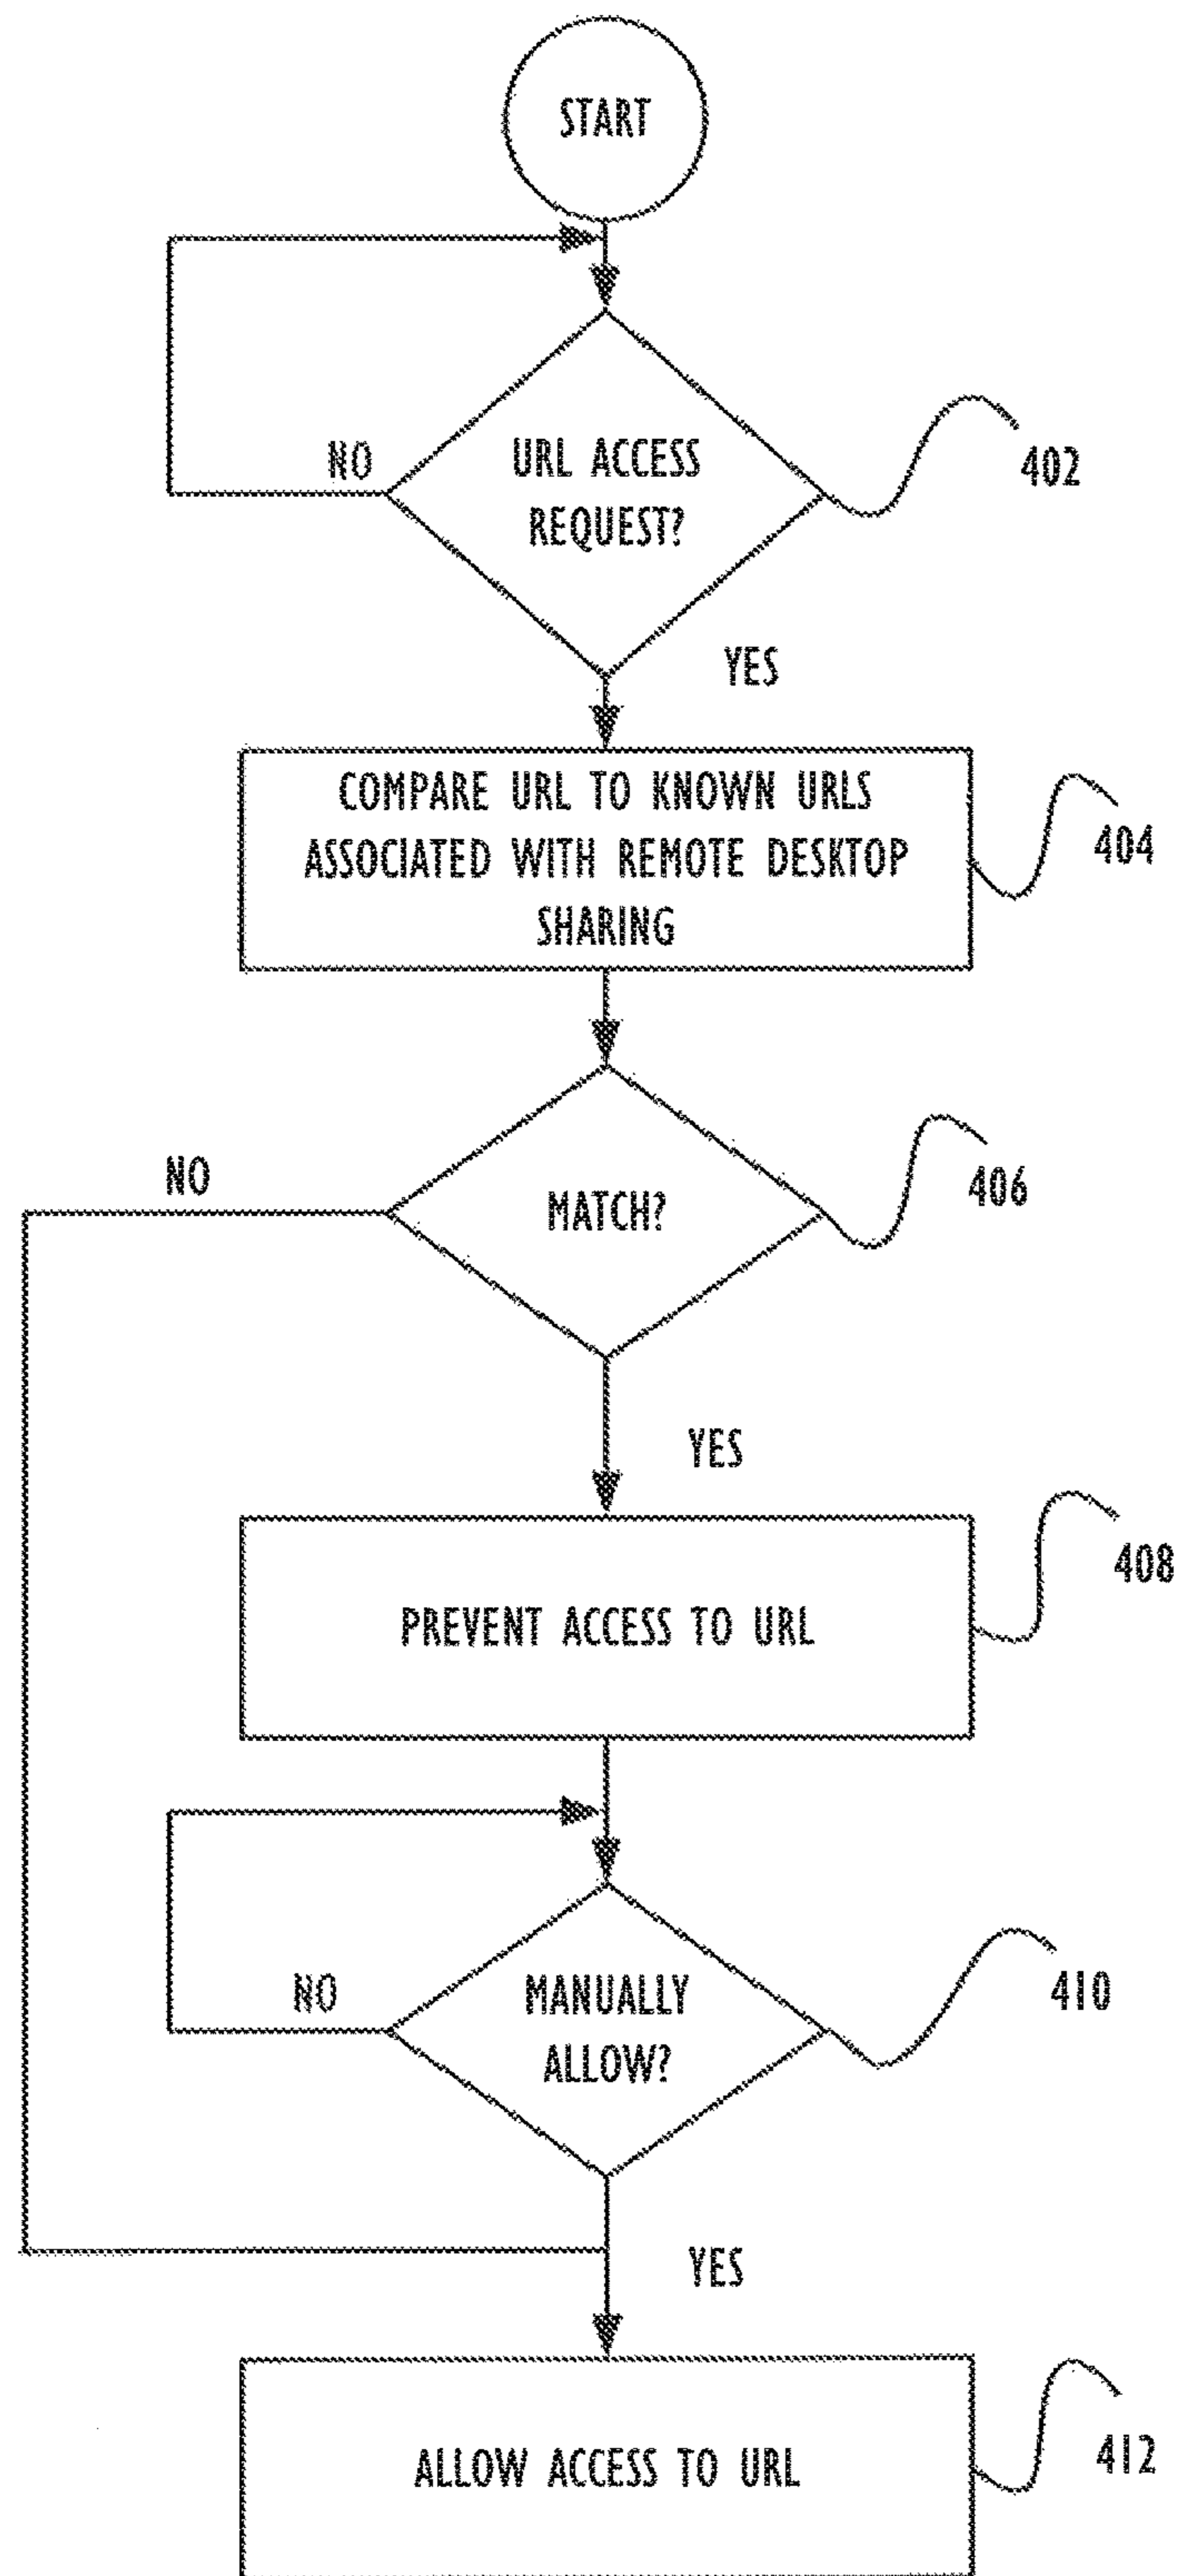 START
NO
URL ACCESS
REQUEST?
402
YES
COMPARE URL TO KNOWN URLS
ASSOCIATED WITH REMOTE DESKTOP
SHARING
404
NO
MATCH?
406
YES
PREVENT ACCESS TO URL
408
NO
MANUALLY
ALLOW?
410
YES
ALLOW ACCESS TO URL
412